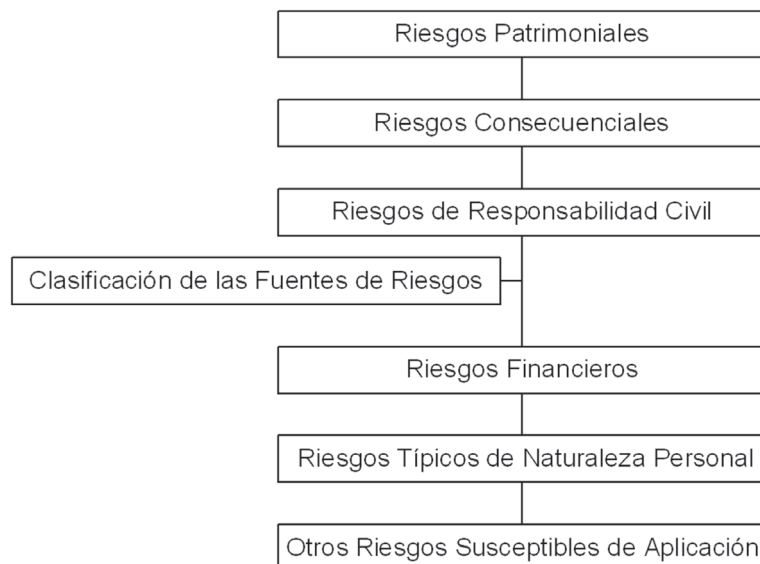 Riesgos Patrimoniales
Riesgos Consecuenciales
Riesgos de Responsabilidad Civil
Clasificación de las Fuentes de Riesgos
Riesgos Financieros
Riesgos Típicos de Naturaleza Personal
Otros Riesgos Susceptibles de Aplicación